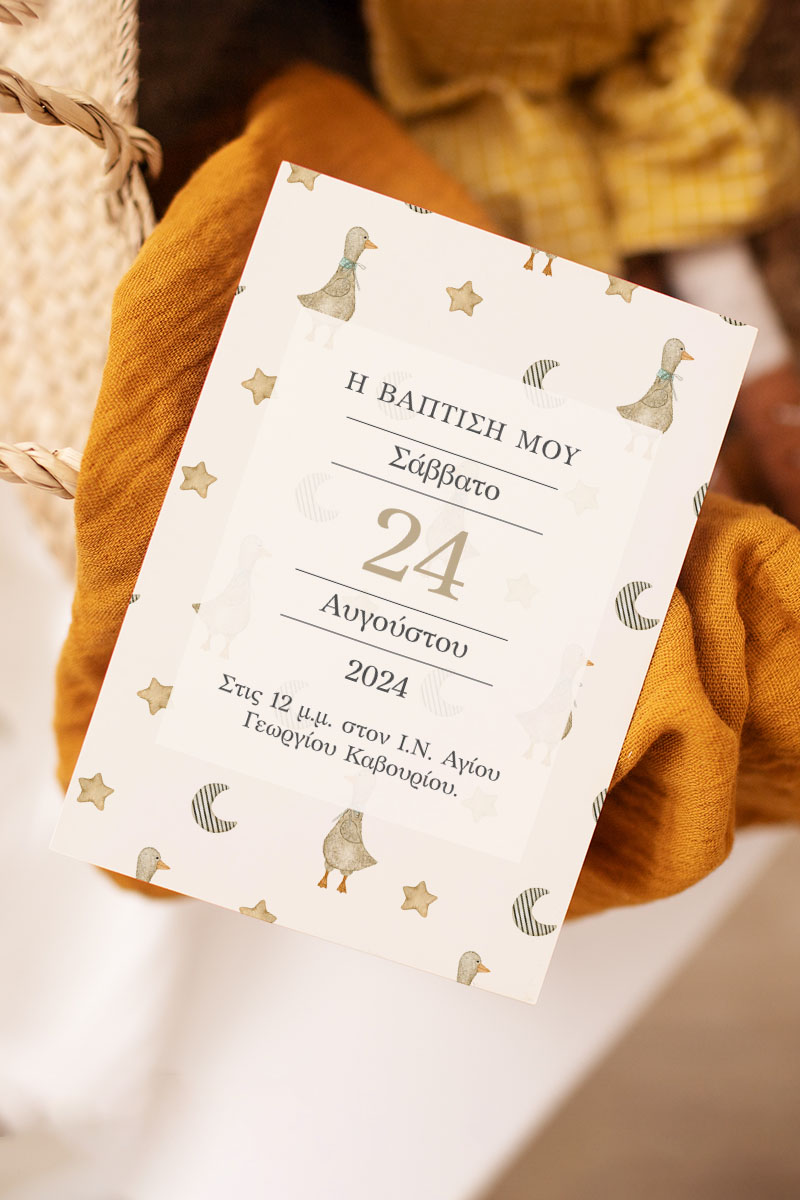 Η ΒΑΠΤΙΣΗ ΜΟΥ
Σάββατο
24
Αυγούστου
2024
Στις 12 μ.μ. στον Ι.Ν. Αγίου
Γεωργίου Καβουρίου.